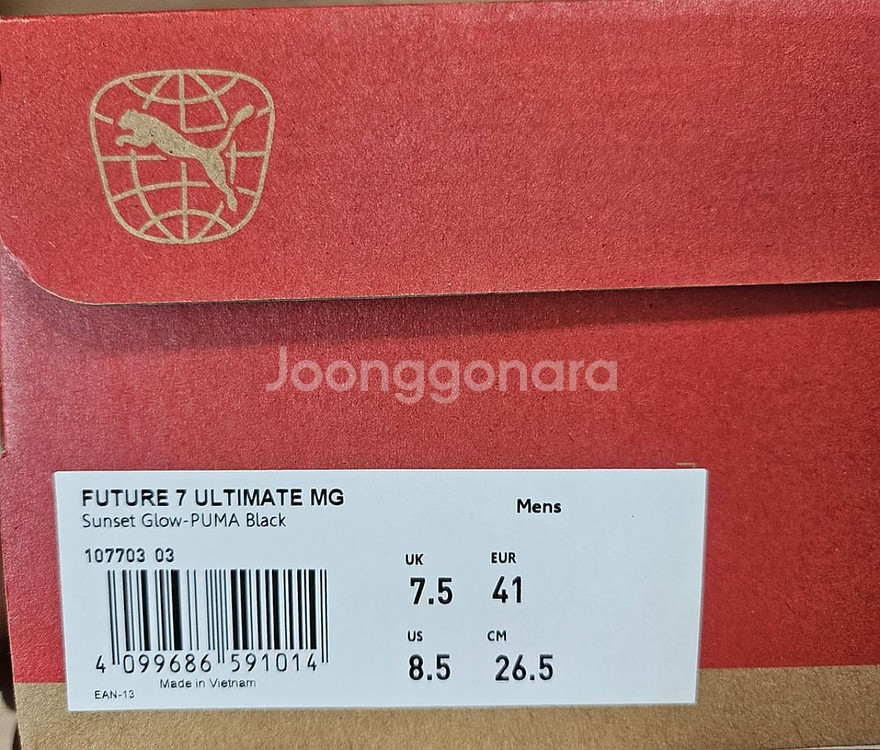 Joonggonara
FUTURE 7 ULTIMATE MG
Sunset Glow-PUMA Black
Mens
107703 03
4 099686 591014
Made in Vietnam
EAN-13
UK EUR
7.5 41
US CM
8.5 26.5